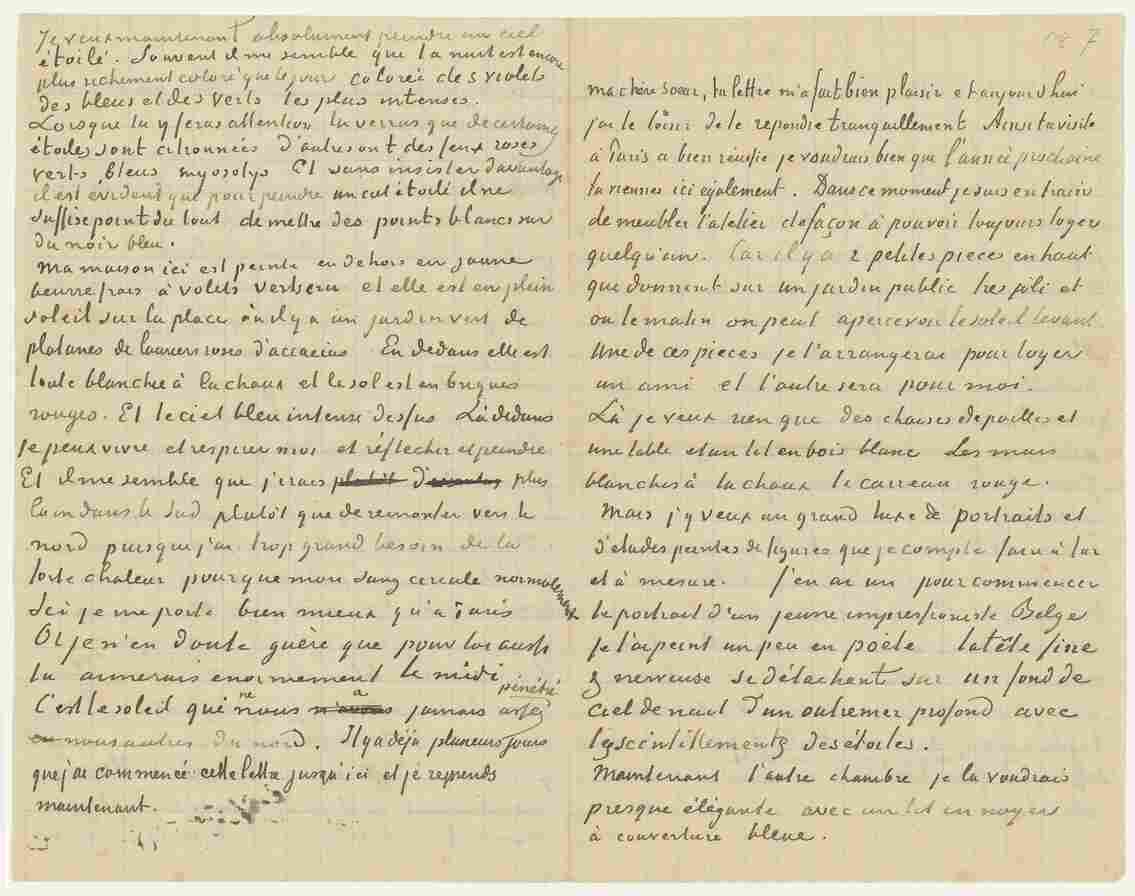 Je veux maintenant absolument peindre un ciel
étoilé. Souvent il me semble que la nuit est encore
plus richement coloré que le jour colorée des violets
des bleus et des verts les plus intenses.
Lorsque tu y feras attention tu verras que de certaines
étoiles sont citronnées d'autres ont des feux roses
verts, bleus, myosotys. Et sans insister davantage
il est évident que pour peindre un ciel étoilé il ne
suffise point du tout de mettre des points blancs sur
du noir bleu.
Ma maison ici est peinte en dehors en jaune
beurre frais à volets vert cru et elle est en plein
soleil sur la place où il y a un jardin vert de
platanes de lauriers roses d'accacias. En dedans elle est
toute blanchie à la chaux et le sol est en briques
rouges. Et le ciel bleu intense dessus. Là dedans
je peux vivre et respirer moi et réflechir et peindre
Et il me semble que j'irais plutôt d' plus
loin dans le sud plutôt que de remonter vers le
nord puisque j'ai trop grand besoin de la
forte chaleur pour que mon sang circule normalement
Ici je me porte bien mieux qu'à Paris
Or je n'en doute guère que pour toi aussi
tu aimerais enormement le midi
C'est le soleil qui ne nous a jamais assez pénétré
nous autres du nord. Il y a déjà plusieurs jours
que j'ai commencé cette lettre jusqu'ici et je reprends
maintenant.
7
ma chère soeur, ta lettre m'a fait bien plaisir et aujourd'hui
j'ai le loisir de te repondre tranquillement Ainsi ta visite
à Paris a bien réussie je voudrais bien que l'année prochaine
tu viennes ici également. Dans ce moment je suis en train
de meubler l'atelier de façon à pouvoir toujours loger
quelqu'un. Car il y a 2 petites pieces en haut
que donnent sur un jardin public tres joli et
ou le matin on peut apercevoir le soleil levant.
Une de ces pieces je l'arrangerai pour loger
un ami et l'autre sera pour moi.
Là je veux rien que des chaises de pailles et
une table et un lit en bois blanc Les murs
blanchis à la chaux le carreau rouge.
Mais j'y veux un grand luxe de portraits et
d'etudes peintes de figures que je compte faire à fur
et à mesure. J'en ai un pour commencer
le portrait d'un jeune impressioniste Belge
je l'ai peint un peu en poète la tête fine
& nerveuse se détachent sur un fond de
ciel de nuit d'un outremer profond avec
les scintillements des étoiles.
Maintenant l'autre chambre je la voudrais
presque élégante avec un lit en noyer
à couverture bleue.